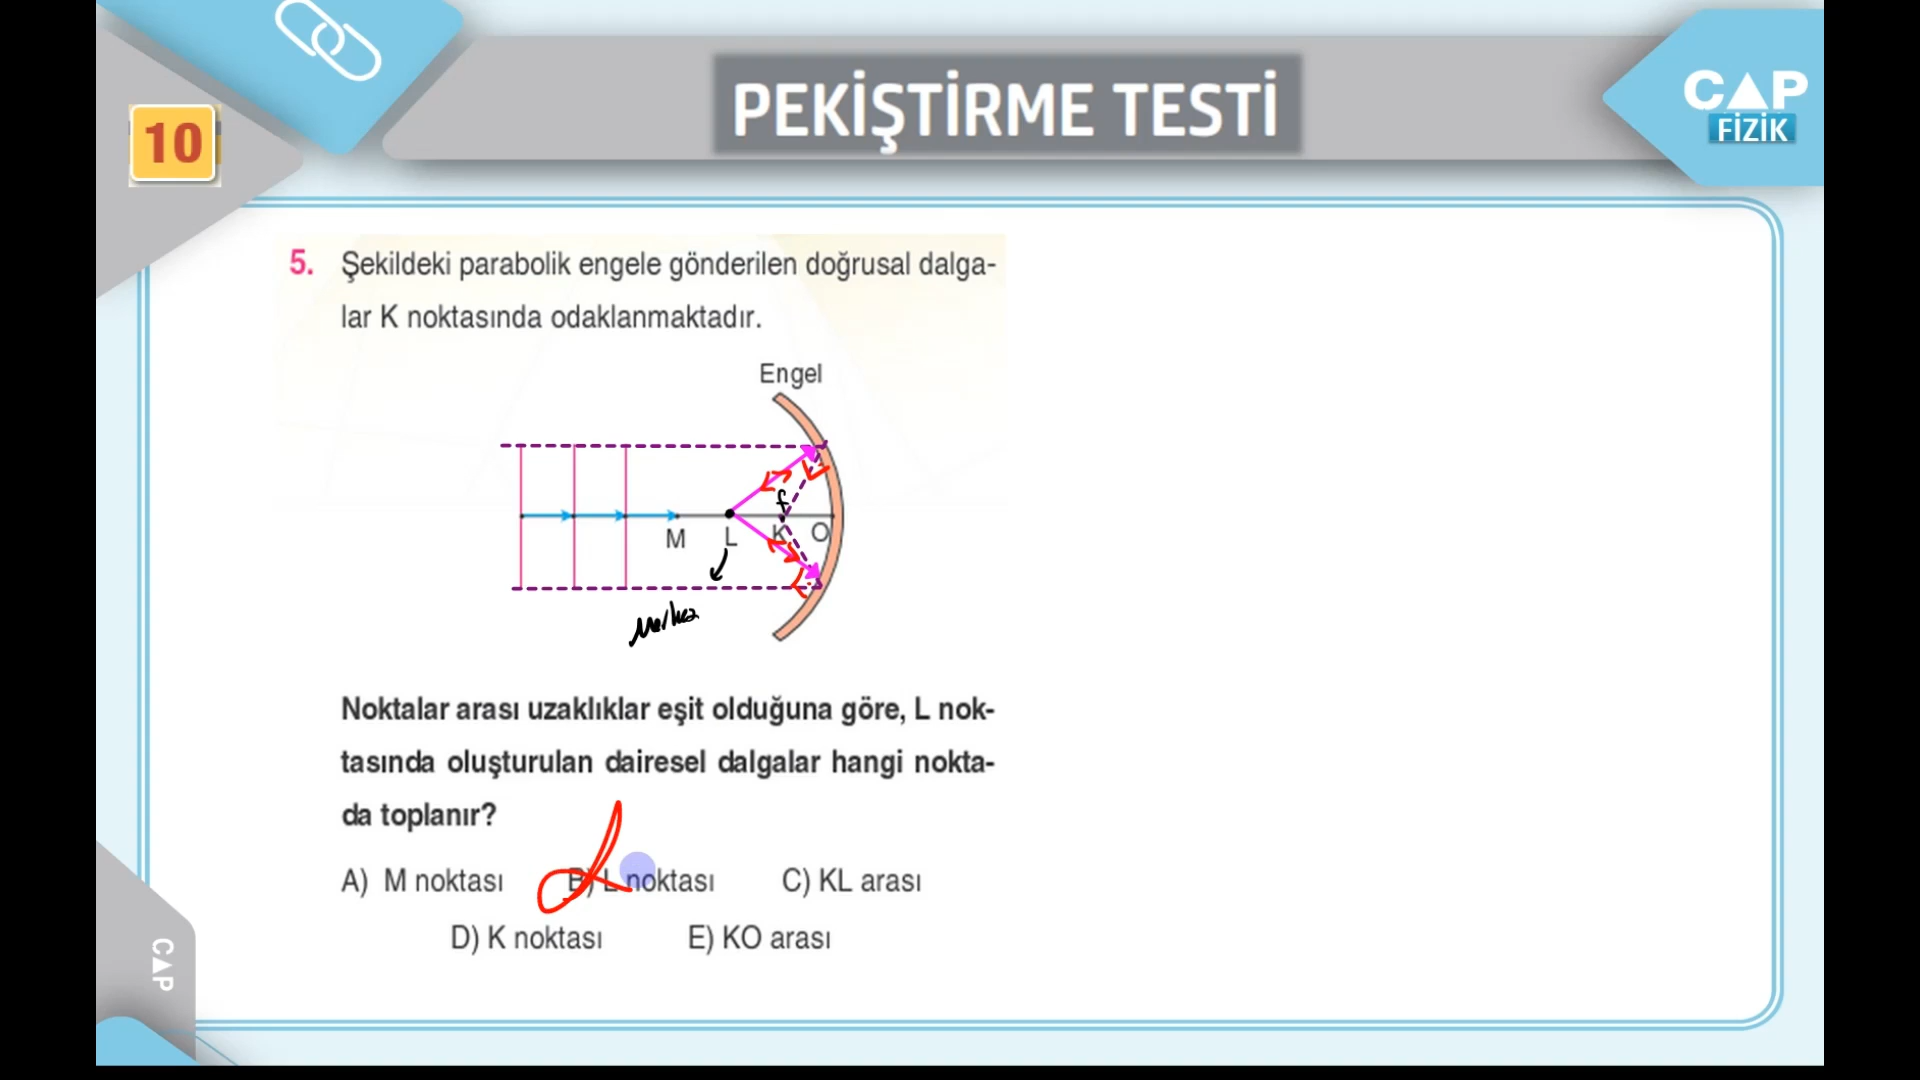 PEKİŞTİRME TESTİ
CAP
FİZİK
10
5. Şekildeki parabolik engele gönderilen doğrusal dalga-
lar K noktasında odaklanmaktadır.
Engel
f
M L K O
Merkez
Noktalar arası uzaklıklar eşit olduğuna göre, L nok-
tasında oluşturulan dairesel dalgalar hangi nokta-
da toplanır?
A) M noktası B) L noktası C) KL arası
D) K noktası E) KO arası
CAP